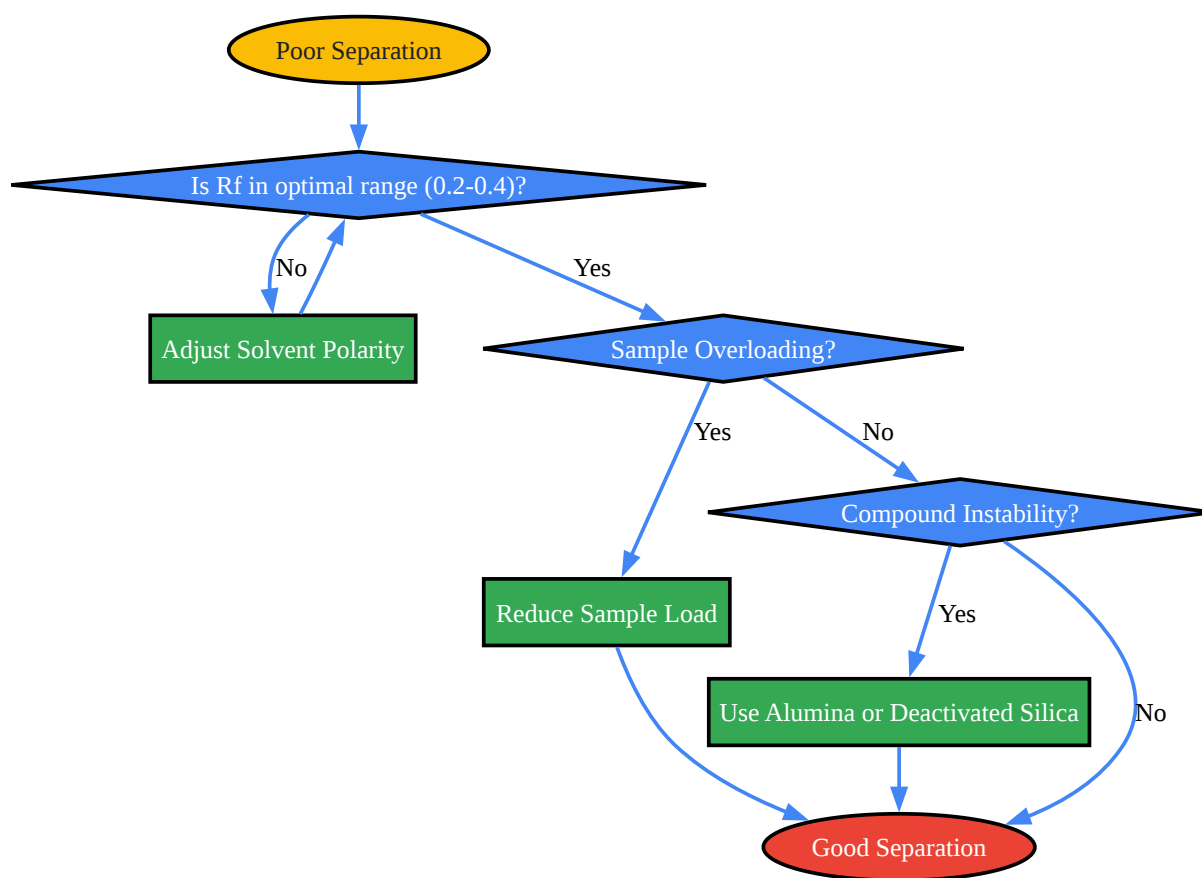 Poor Separation
Is Rf in optimal range (0.2-0.4)?
No
Yes
Adjust Solvent Polarity
Sample Overloading?
Yes
No
Compound Instability?
Reduce Sample Load
Yes
Use Alumina or Deactivated Silica
No
Good Separation